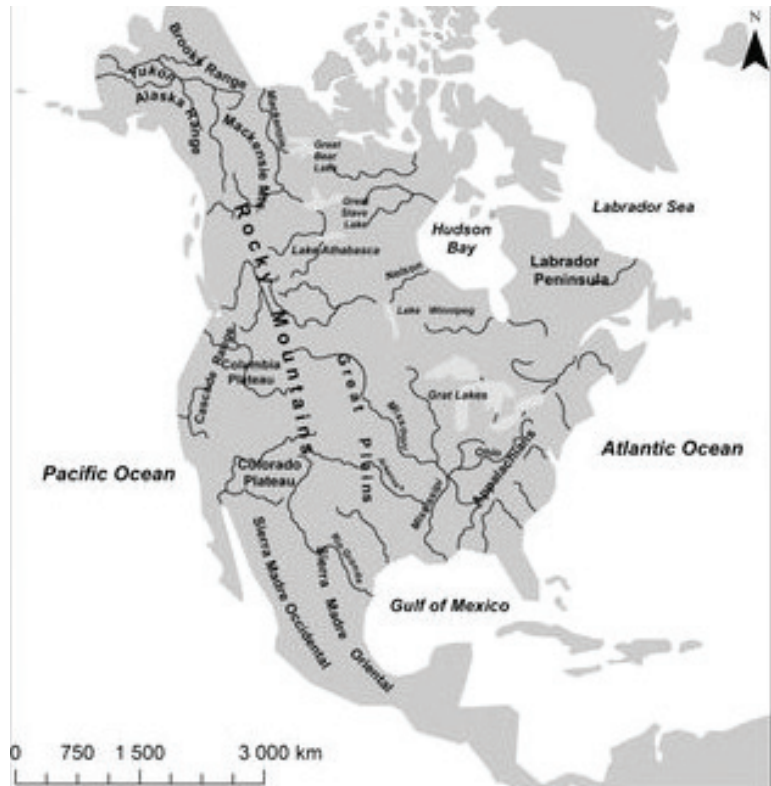 N
Brooks Range
Yukon
Alaska Range
Mackenzie
Mackensie Mts.
Great
Bear
Lake
Great
Slave
Lake
Labrador Sea
Hudson
Bay
Rocky Mountains
Lake Athabasca
Labrador
Peninsula
Nelson
Lake Winnipeg
Cascade Range
Columbia
Plateau
Great Plains
Missouri
Grat Lakes
Ohio
Appalachians
Atlantic Ocean
Pacific Ocean
Colorado
Plateau
Mississipi
Sierra Madre Occidental
Rio Grande
Sierra Madre Oriental
Gulf of Mexico
0 750 1 500 3 000 km